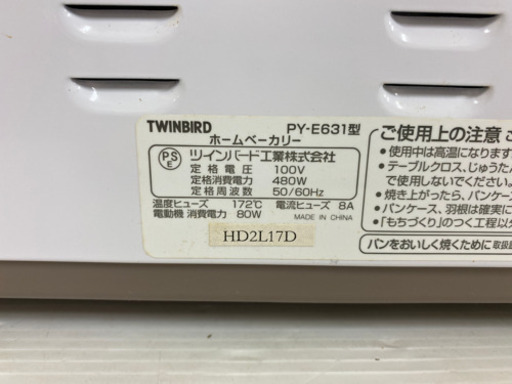 TWINBIRD PY-E631型
ホームベーカリー
PS
E
ツインバード工業株式会社
定格電圧 100V
定格消費電力 480W
定格周波数 50/60Hz
温度ヒューズ 172℃ 電流ヒューズ 8A
電動機 消費電力 80W MADE IN CHINA
HD2L17D
ご使用上の注意
•使用中は高温になります
•テーブルクロス、じゅうたん
で使用しないでください。
•焼き上がったら、パンケース
•パンケース、羽根は確実に
•「もちづくり」のつく工程以外
パンをおいしく焼くために 取扱